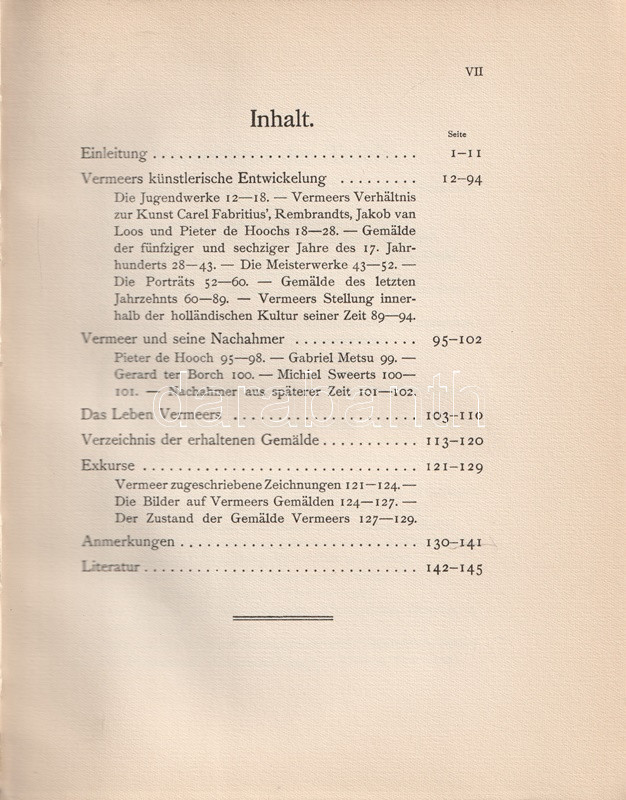 VII
Inhalt.
Seite
Einleitung . . . . . . . . . . . . . . . . . . . . . . . . . . . . 1—11
Vermeers künstlerische Entwickelung . . . . . . . . . 12—94
Die Jugendwerke 12—18. — Vermeers Verhältnis
zur Kunst Carel Fabritius', Rembrandts, Jakob van
Loos und Pieter de Hoochs 18—28. — Gemälde
der fünfziger und sechziger Jahre des 17. Jahr-
hunderts 28—43. — Die Meisterwerke 43—52. —
Die Porträts 52—60. — Gemälde des letzten
Jahrzehnts 60—89. — Vermeers Stellung inner-
halb der holländischen Kultur seiner Zeit 89—94.
Vermeer und seine Nachahmer . . . . . . . . . . . . . . 95—102
Pieter de Hooch 95—98. — Gabriel Metsu 99. —
Gerard ter Borch 100. — Michiel Sweerts 100—
101. — Nachahmer aus späterer Zeit 101—102.
darabanth
Das Leben Vermeers. . . . . . . . . . . . . . . . . . . . . 103—110
Verzeichnis der erhaltenen Gemälde . . . . . . . . . . . 113—120
Exkurse . . . . . . . . . . . . . . . . . . . . . . . . . . . . . 121—129
Vermeer zugeschriebene Zeichnungen 121—124.—
Die Bilder auf Vermeers Gemälden 124—127. —
Der Zustand der Gemälde Vermeers 127—129.
Anmerkungen . . . . . . . . . . . . . . . . . . . . . . . . . 130—141
Literatur . . . . . . . . . . . . . . . . . . . . . . . . . . . . . 142—145